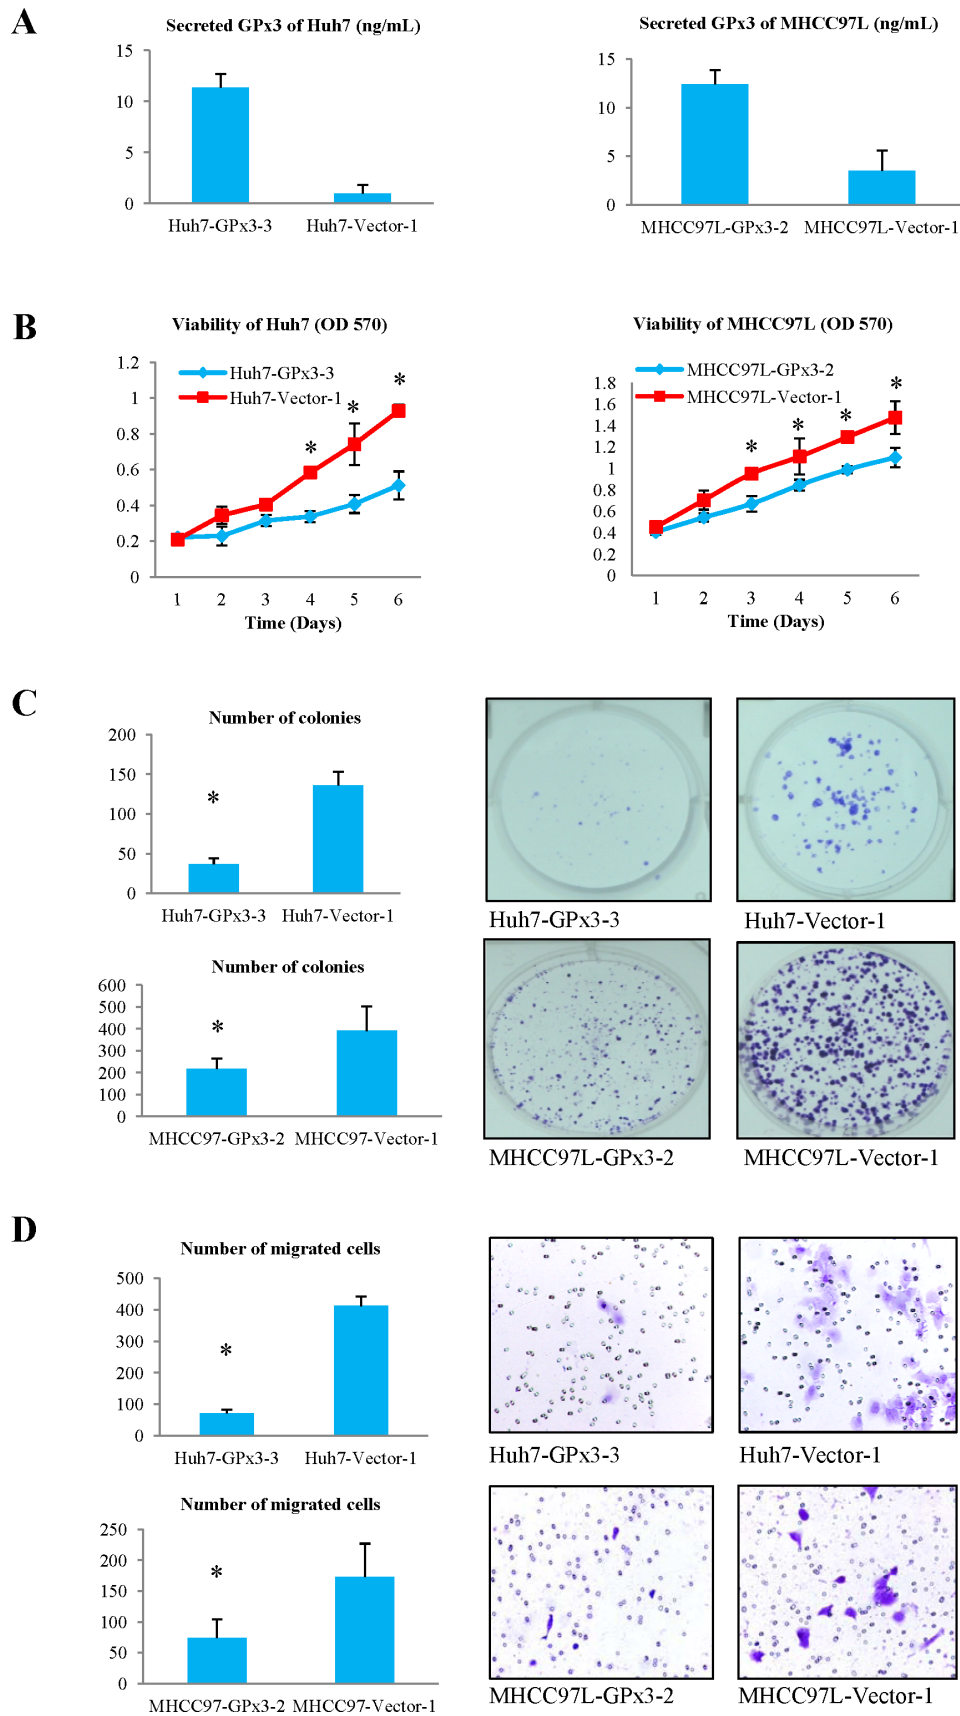 A
Secreted GPx3 of Huh7 (ng/mL)
15
10
5
0
Huh7-GPx3-3 Huh7-Vector-1
Secreted GPx3 of MHCC97L (ng/mL)
15
10
5
0
MHCC97L-GPx3-2 MHCC97L-Vector-1
B
Viability of Huh7 (OD 570)
1.2
1
0.8
0.6
0.4
0.2
0
Huh7-GPx3-3
Huh7-Vector-1
* * *
1 2 3 4 5 6
Time (Days)
Viability of MHCC97L (OD 570)
MHCC97L-GPx3-2
MHCC97L-Vector-1
1.8
1.6
1.4
1.2
1
0.8
0.6
0.4
0.2
0
* * * *
1 2 3 4 5 6
Time (Days)
C
Number of colonies
200
150
100
50
0
*
Huh7-GPx3-3 Huh7-Vector-1
Huh7-GPx3-3
Huh7-Vector-1
Number of colonies
600
500
400
300
200
100
0
*
MHCC97-GPx3-2 MHCC97-Vector-1
MHCC97L-GPx3-2
MHCC97L-Vector-1
D
Number of migrated cells
500
400
300
200
100
0
*
Huh7-GPx3-3 Huh7-Vector-1
Huh7-GPx3-3
Huh7-Vector-1
Number of migrated cells
250
200
150
100
50
0
*
MHCC97-GPx3-2 MHCC97-Vector-1
MHCC97L-GPx3-2
MHCC97L-Vector-1